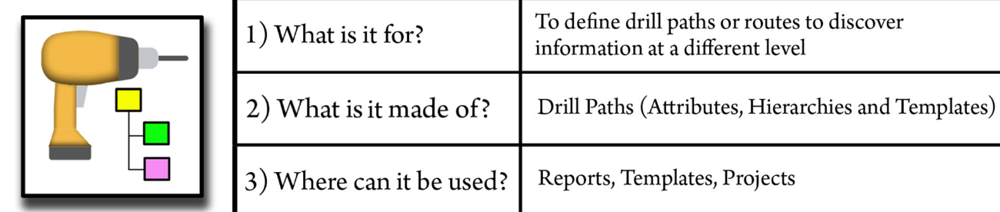 1) What is it for?
To define drill paths or routes to discover
information at a different level
2) What is it made of?
Drill Paths (Attributes, Hierarchies and Templates)
3) Where can it be used?
Reports, Templates, Projects